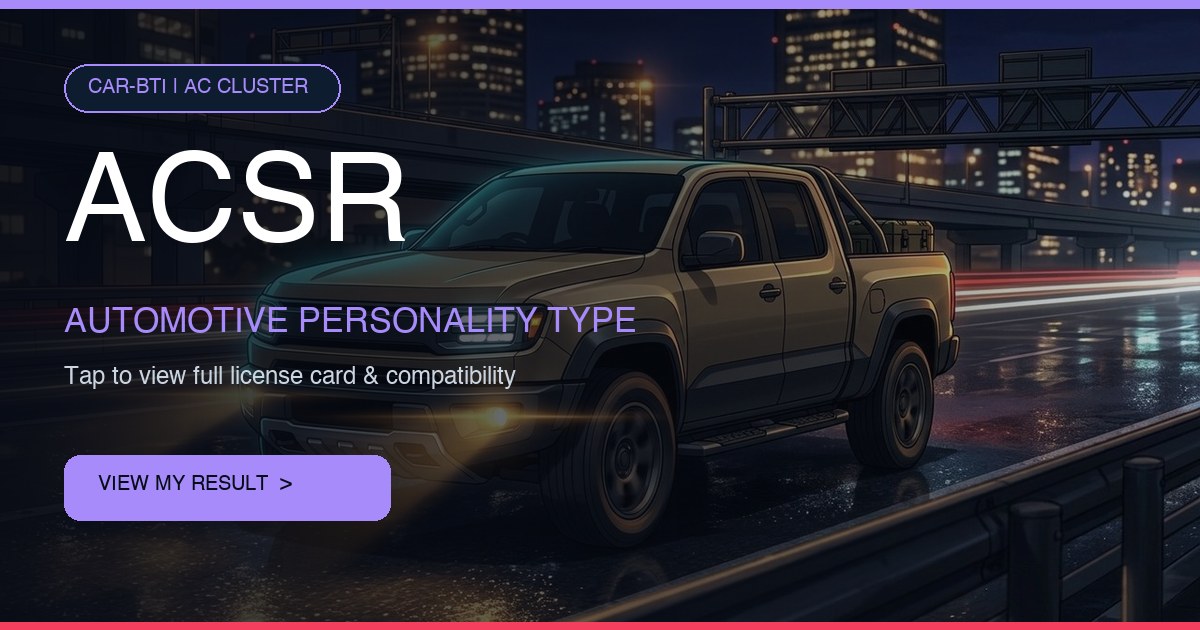 CAR-BTI | AC CLUSTER
ACSR
AUTOMOTIVE PERSONALITY TYPE
Tap to view full license card & compatibility
VIEW MY RESULT >